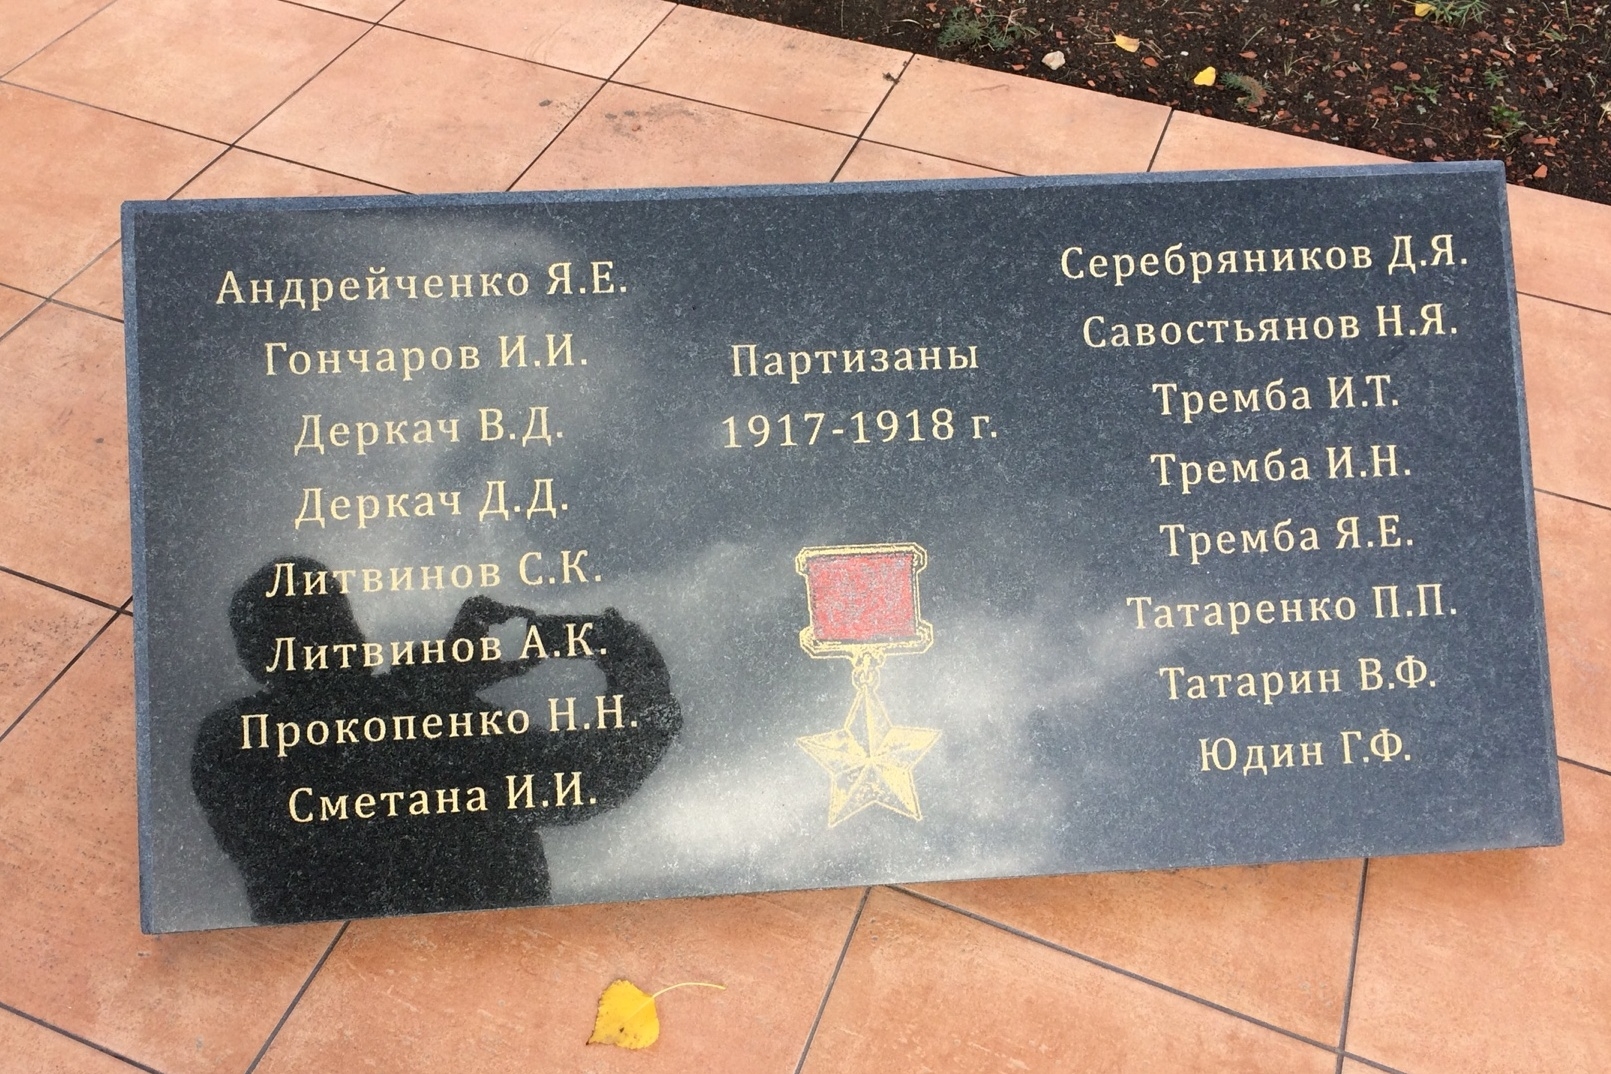 Андрейченко Я.Е.
Гончаров И.И.
Деркач В.Д.
Деркач Д.Д.
Литвинов С.К.
Литвинов А.К.
Прокопенко Н.Н.
Сметана И.И.
Партизаны
1917-1918 г.
Серебряников Д.Я.
Савостьянов Н.Я.
Тремба И.Т.
Тремба И.Н.
Тремба Я.Е.
Татаренко П.П.
Татарин В.Ф.
Юдин Г.Ф.